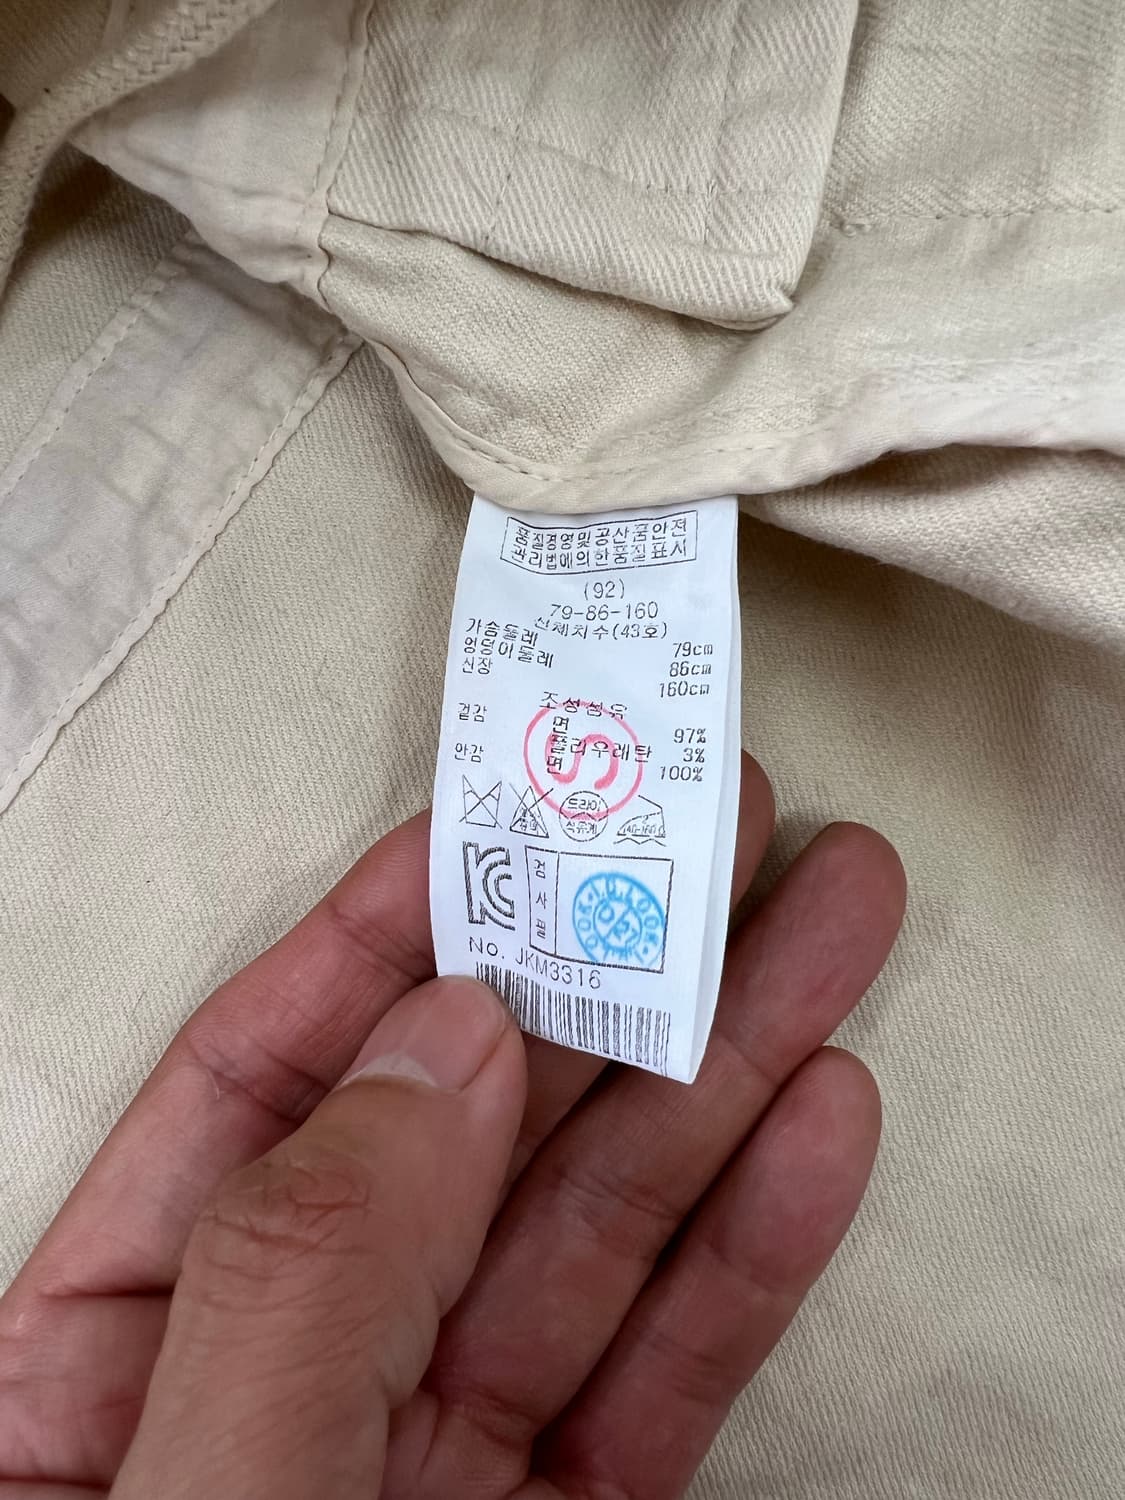 품질경영및공산품안전
관리법에의한품질표시
(92)
79-86-160
신체치수(43호)
가슴둘레 79cm
엉덩이둘레 86cm
신장 160cm
조성섬유
겉감 면 97%
폴리우레탄 3%
안감 면 100%
S
드라이
석유계
검
사
필
No. JKM3316